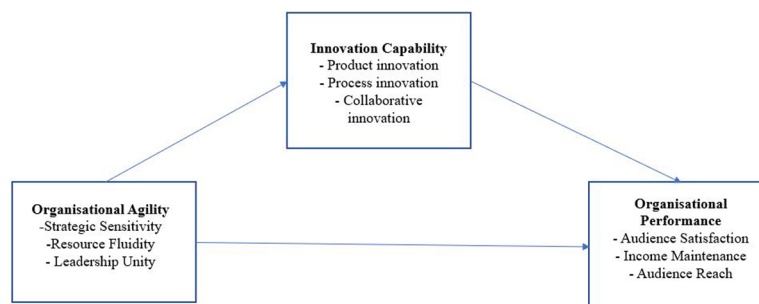 Innovation Capability
- Product innovation
- Process innovation
- Collaborative
innovation
Organisational Agility
-Strategic Sensitivity
-Resource Fluidity
- Leadership Unity
Organisational
Performance
- Audience Satisfaction
- Income Maintenance
- Audience Reach